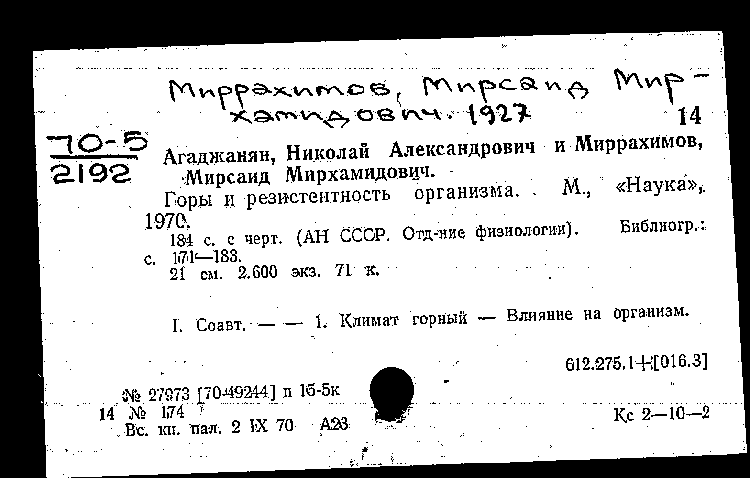 Миррахимов, Мирсаид Мир-
хамидович. 1927
14
70-5
2192
Агаджанян, Николай Александрович и Миррахимов,
Мирсаид Мирхамидович.
Горы и резистентность организма. М., «Наука»,
1970.
184 с. с черт. (АН СССР. Отд-ние физиологии). Библиогр.:
с. 171—183.
21 см. 2.600 экз. 71 к.
I. Соавт. — — 1. Климат горный — Влияние на организм.
612.275.1+[016.3]
№ 27973 [70-49244] п 15-5к
14 № 174
Вс. кн. пал. 2 IX 70 А23
Кс 2—10—2